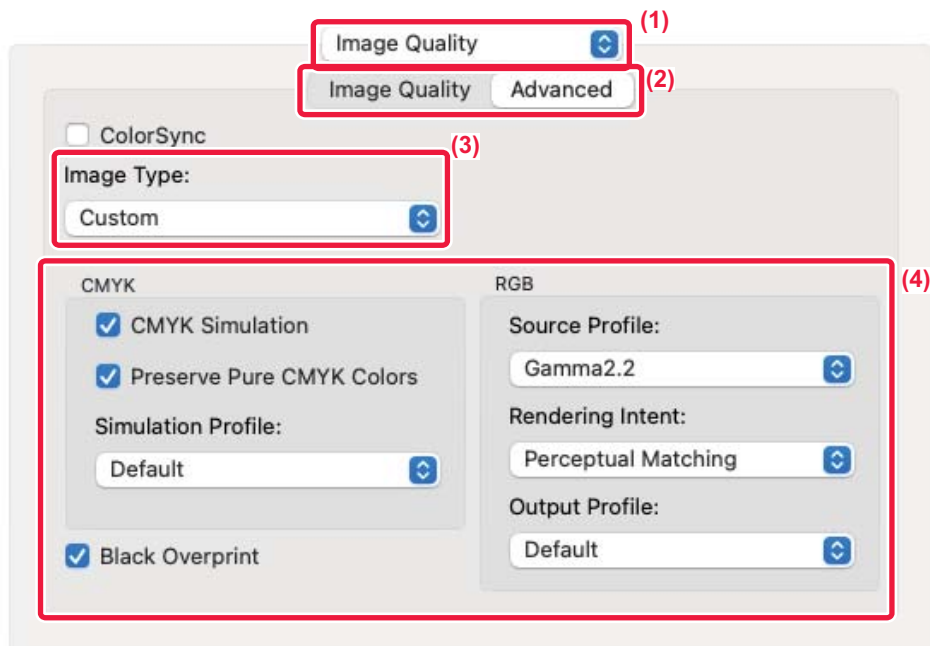 (1)
Image Quality
(2)
Image Quality Advanced
ColorSync
(3)
Image Type:
Custom
(4)
CMYK
CMYK Simulation
Preserve Pure CMYK Colors
Simulation Profile:
Default
Black Overprint
RGB
Source Profile:
Gamma2.2
Rendering Intent:
Perceptual Matching
Output Profile:
Default